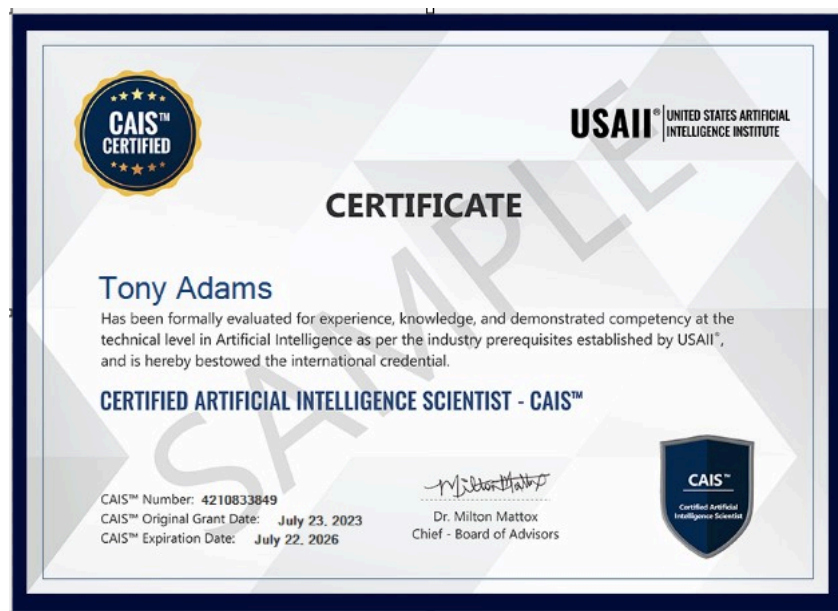 CAIS™
CERTIFIED
USAII® UNITED STATES ARTIFICIAL
INTELLIGENCE INSTITUTE
SAMPLE
CERTIFICATE
Tony Adams
Has been formally evaluated for experience, knowledge, and demonstrated competency at the
technical level in Artificial Intelligence as per the industry prerequisites established by USAII®,
and is hereby bestowed the international credential.
CERTIFIED ARTIFICIAL INTELLIGENCE SCIENTIST - CAIS™
CAIS™ Number: 4210833849
CAIS™ Original Grant Date: July 23, 2023
CAIS™ Expiration Date: July 22, 2026
Milton Mattox
Dr. Milton Mattox
Chief - Board of Advisors
CAIS™
Certified Artificial
Intelligence Scientist